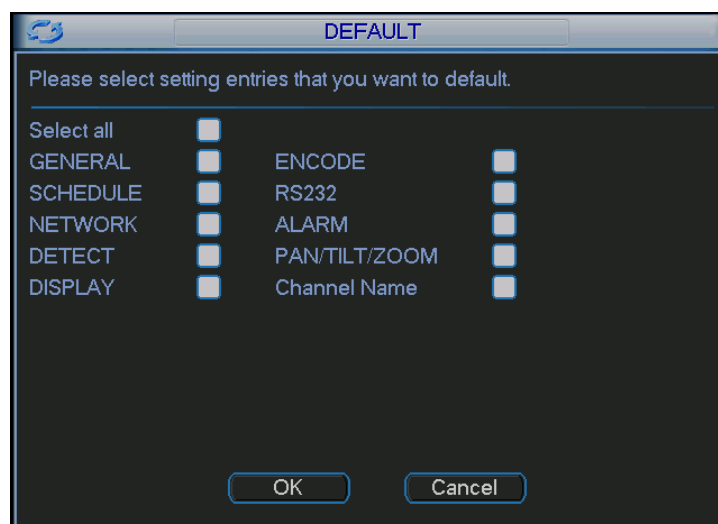 DEFAULT
Please select setting entries that you want to default.
Select all
GENERAL ENCODE
SCHEDULE RS232
NETWORK ALARM
DETECT PAN/TILT/ZOOM
DISPLAY Channel Name
OK Cancel